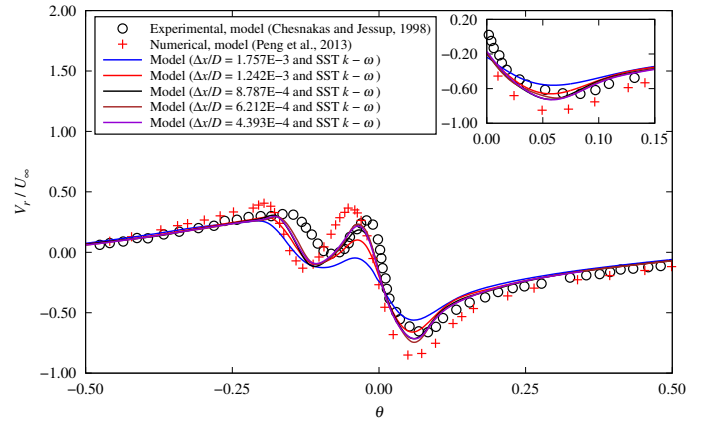 Experimental, model (Chesnakas and Jessup, 1998)
Numerical, model (Peng et al., 2013)
Model (Δx/D = 1.757E−3 and SST k − ω )
Model (Δx/D = 1.242E−3 and SST k − ω )
Model (Δx/D = 8.787E−4 and SST k − ω )
Model (Δx/D = 6.212E−4 and SST k − ω )
Model (Δx/D = 4.393E−4 and SST k − ω )
0.20
−0.20
−0.60
−1.00
0.00 0.05 0.10 0.15
2.00
1.50
1.00
0.50
0.00
−0.50
−1.00
V_r / U_∞
−0.50 −0.25 0.00 0.25 0.50
θ